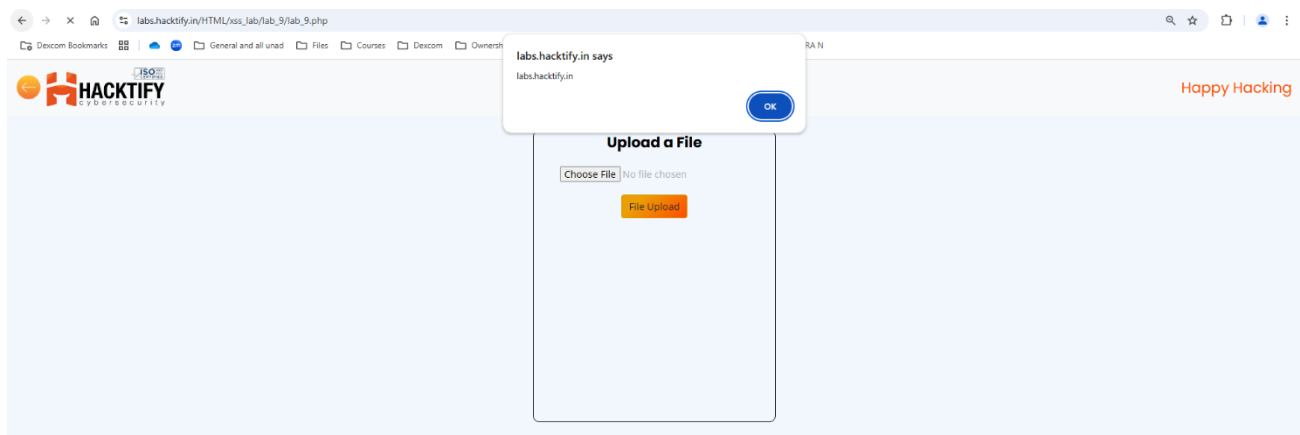 labs.hacktify.in/HTML/xss_lab/lab_9/lab_9.php
Dexcom Bookmarks General and all unad Files Courses Dexcom Ownersh RA N
labs.hacktify.in says
labs.hacktify.in
OK
ISO
HACKTIFY
cybersecurity
Happy Hacking
Upload a File
Choose File No file chosen
File Upload